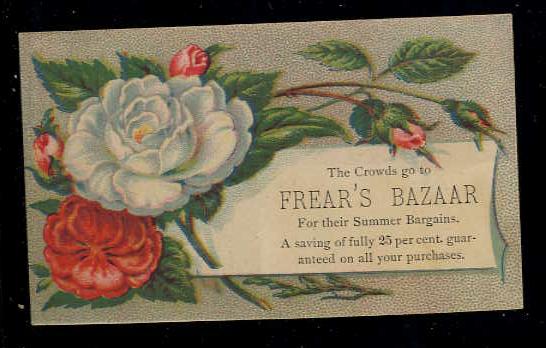 The Crowds go to
FREAR'S BAZAAR
For their Summer Bargains.
A saving of fully 25 per cent. guar-
anteed on all your purchases.